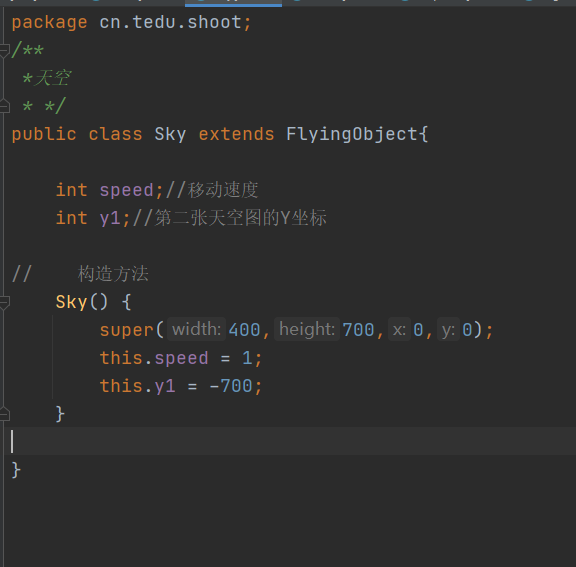 package cn.tedu.shoot;
/**
 *天空
 * */
public class Sky extends FlyingObject{
    int speed;//移动速度
    int y1;//第二张天空图的Y坐标
//    构造方法
    Sky() {
        super( width: 400, height: 700, x: 0, y: 0);
        this.speed = 1;
        this.y1 = -700;
    }
}